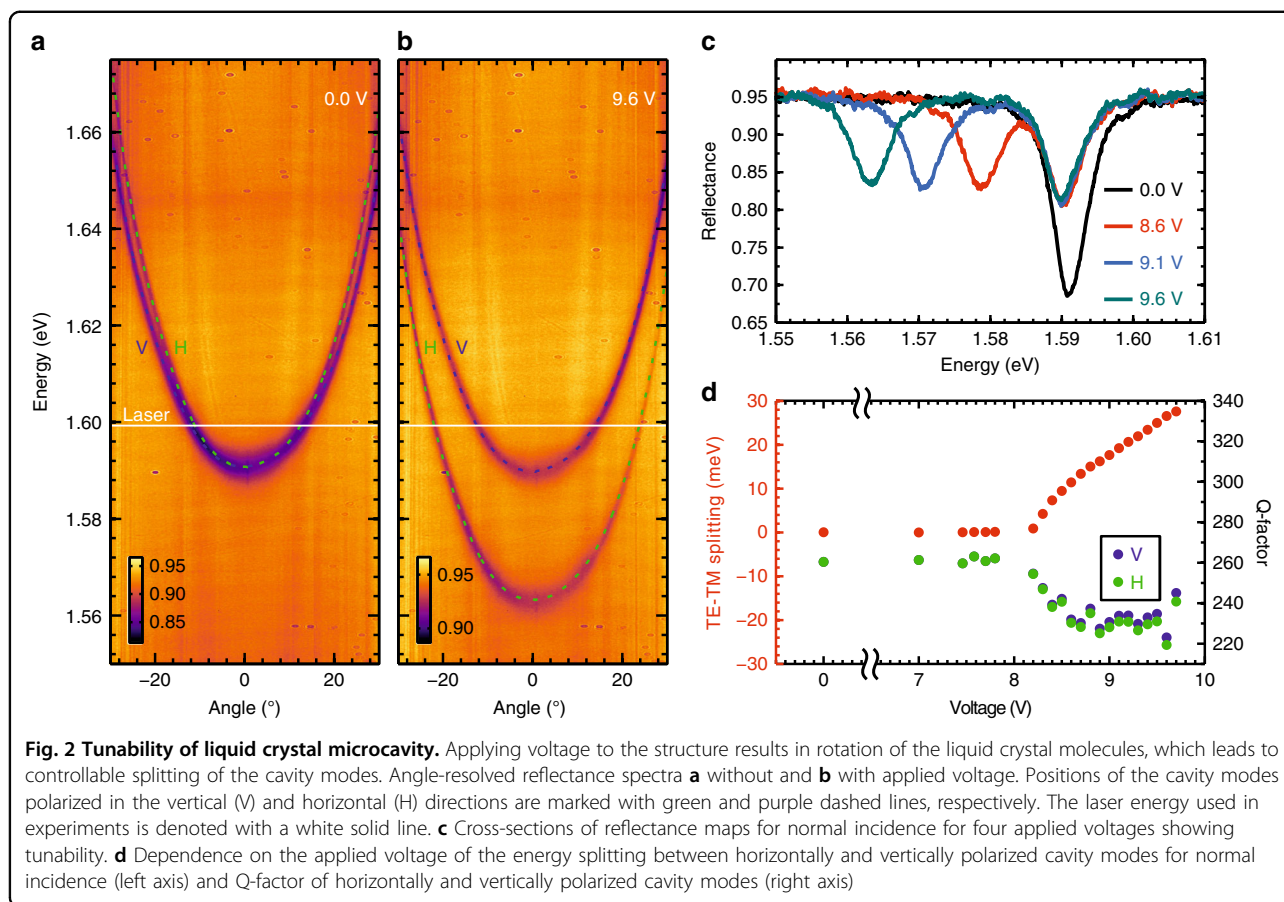 a
b
c
d
0.0 V
9.6 V
1.66
1.64
1.62
1.60
1.58
1.56
Energy (eV)
V H
H V
Laser
0.95
0.90
0.85
0.95
0.90
−20 0 20
−20 0 20
Angle (°)
Angle (°)
0.95
0.90
0.85
0.80
0.75
0.70
0.65
Reflectance
0.0 V
8.6 V
9.1 V
9.6 V
1.55 1.56 1.57 1.58 1.59 1.60 1.61
Energy (eV)
30
20
10
0
−10
−20
−30
TE-TM splitting (meV)
V
H
340
320
300
280
260
240
220
Q-factor
0 7 8 9 10
Voltage (V)
Fig. 2 Tunability of liquid crystal microcavity. Applying voltage to the structure results in rotation of the liquid crystal molecules, which leads to
controllable splitting of the cavity modes. Angle-resolved reflectance spectra a without and b with applied voltage. Positions of the cavity modes
polarized in the vertical (V) and horizontal (H) directions are marked with green and purple dashed lines, respectively. The laser energy used in
experiments is denoted with a white solid line. c Cross-sections of reflectance maps for normal incidence for four applied voltages showing
tunability. d Dependence on the applied voltage of the energy splitting between horizontally and vertically polarized cavity modes for normal
incidence (left axis) and Q-factor of horizontally and vertically polarized cavity modes (right axis)